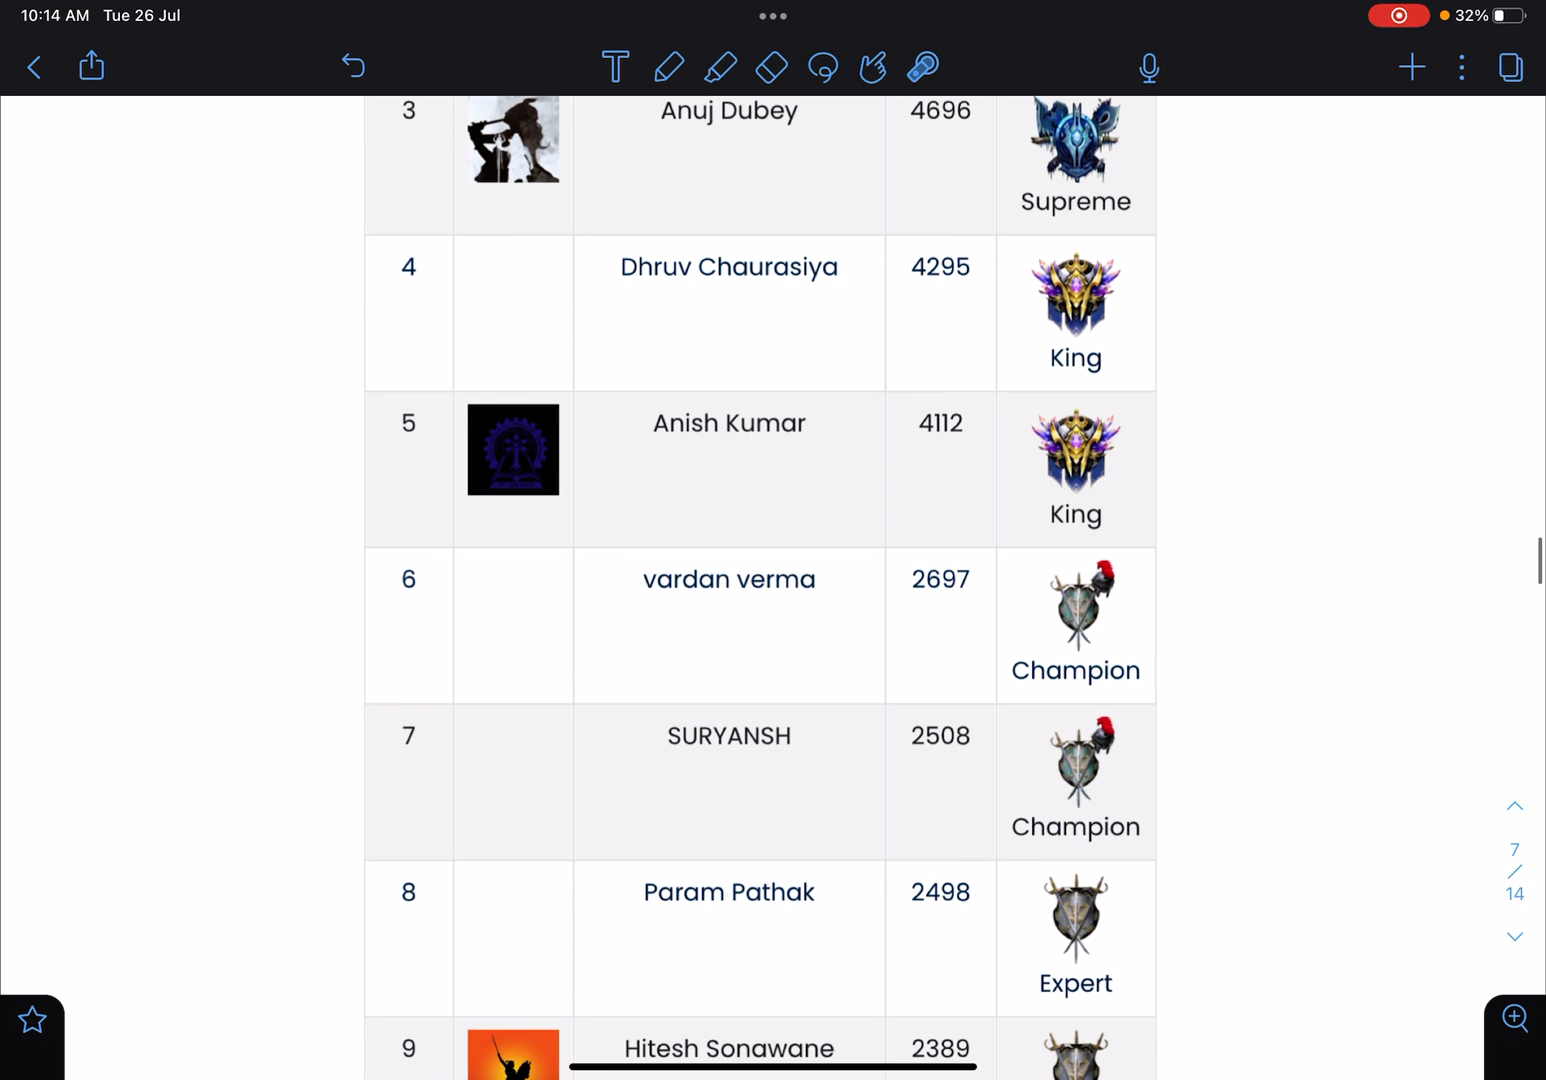 10:14 AM Tue 26 Jul
32%
3 Anuj Dubey 4696
Supreme
4 Dhruv Chaurasiya 4295
King
5 Anish Kumar 4112
King
6 vardan verma 2697
Champion
7 SURYANSH 2508
Champion
8 Param Pathak 2498
Expert
9 Hitesh Sonawane 2389
7
/
14